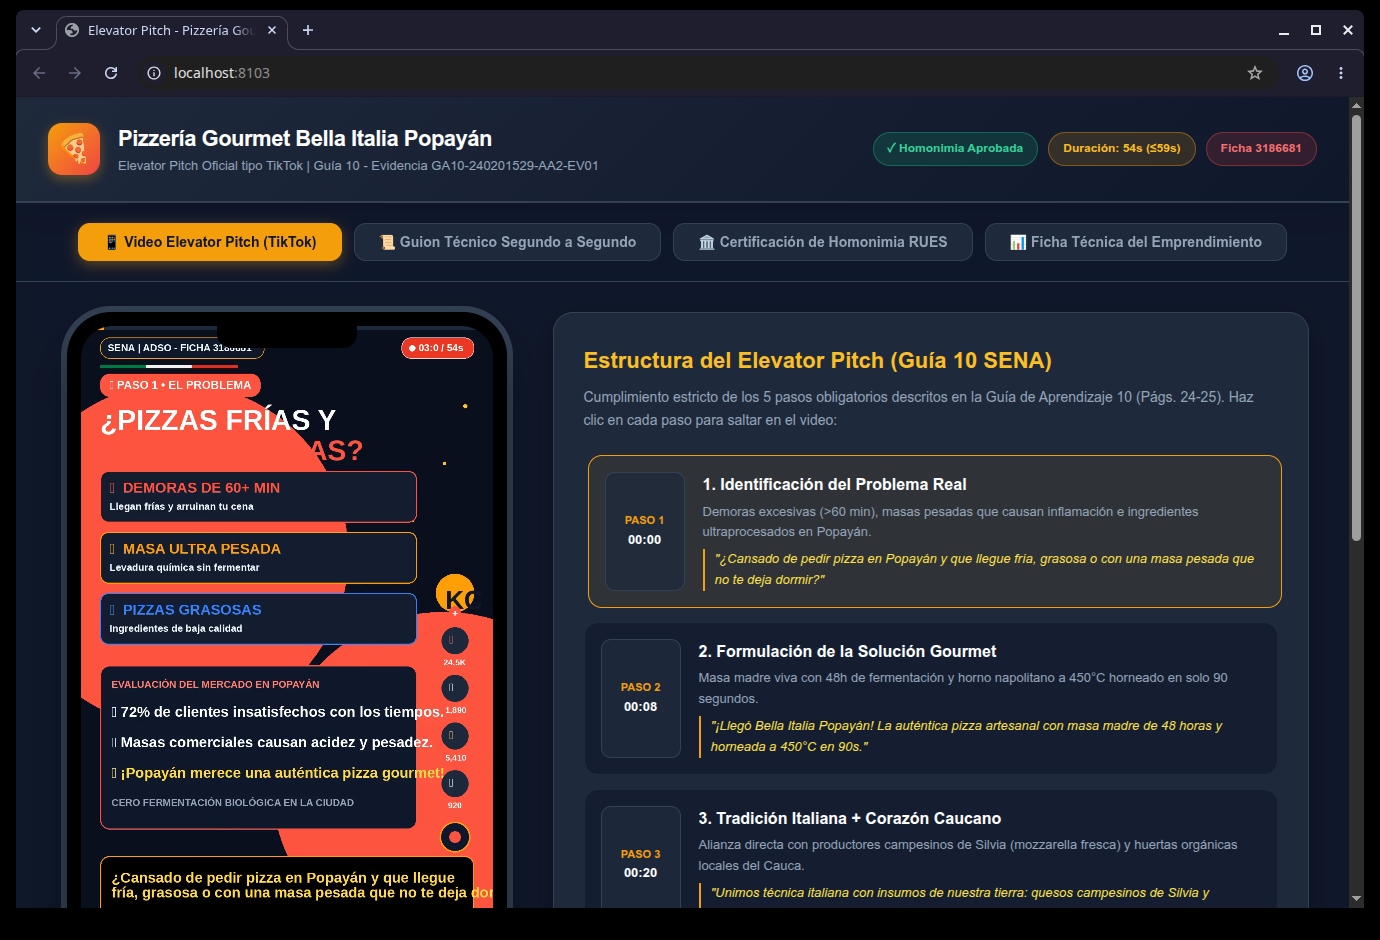 Elevator Pitch - Pizzería Gou
localhost:8103
Pizzería Gourmet Bella Italia Popayán
Elevator Pitch Oficial tipo TikTok | Guía 10 - Evidencia GA10-240201529-AA2-EV01
✓ Homonimia Aprobada
Duración: 54s (≤59s)
Ficha 3186681
Video Elevator Pitch (TikTok)
Guion Técnico Segundo a Segundo
Certificación de Homonimia RUES
Ficha Técnica del Emprendimiento
SENA | ADSO - FICHA 3186681
03:0 / 54s
PASO 1 • EL PROBLEMA
¿PIZZAS FRÍAS Y
AS?
DEMORAS DE 60+ MIN
Llegan frías y arruinan tu cena
MASA ULTRA PESADA
Levadura química sin fermentar
PIZZAS GRASOSAS
Ingredientes de baja calidad
KC
+
24.5K
1,890
5,410
920
EVALUACIÓN DEL MERCADO EN POPAYÁN
72% de clientes insatisfechos con los tiempos.
Masas comerciales causan acidez y pesadez.
¡Popayán merece una auténtica pizza gourmet!
CERO FERMENTACIÓN BIOLÓGICA EN LA CIUDAD
¿Cansado de pedir pizza en Popayán y que llegue
fría, grasosa o con una masa pesada que no te deja dor
Estructura del Elevator Pitch (Guía 10 SENA)
Cumplimiento estricto de los 5 pasos obligatorios descritos en la Guía de Aprendizaje 10 (Págs. 24-25). Haz
clic en cada paso para saltar en el video:
PASO 1
00:00
1. Identificación del Problema Real
Demoras excesivas (>60 min), masas pesadas que causan inflamación e ingredientes
ultraprocesados en Popayán.
"¿Cansado de pedir pizza en Popayán y que llegue fria, grasosa o con una masa pesada que
no te deja dormir?"
PASO 2
00:08
2. Formulación de la Solución Gourmet
Masa madre viva con 48h de fermentación y horno napolitano a 450°C horneado en solo 90
segundos.
"¡Llegó Bella Italia Popayán! La auténtica pizza artesanal con masa madre de 48 horas y
horneada a 450°C en 90s."
PASO 3
00:20
3. Tradición Italiana + Corazón Caucano
Alianza directa con productores campesinos de Silvia (mozzarella fresca) y huertas orgánicas
locales del Cauca.
"Unimos técnica italiana con insumos de nuestra tierra: quesos campesinos de Silvia y